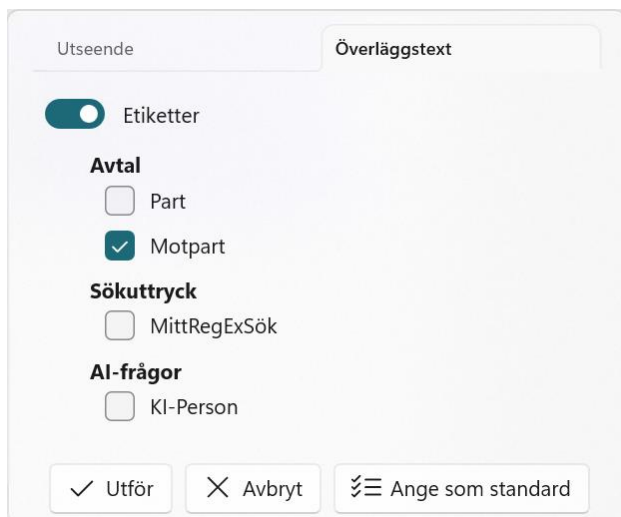 Utseende
Överläggstext
Etiketter
Avtal
Part
Motpart
Sökuttryck
MittRegExSök
AI-frågor
KI-Person
Utför
Avbryt
Ange som standard